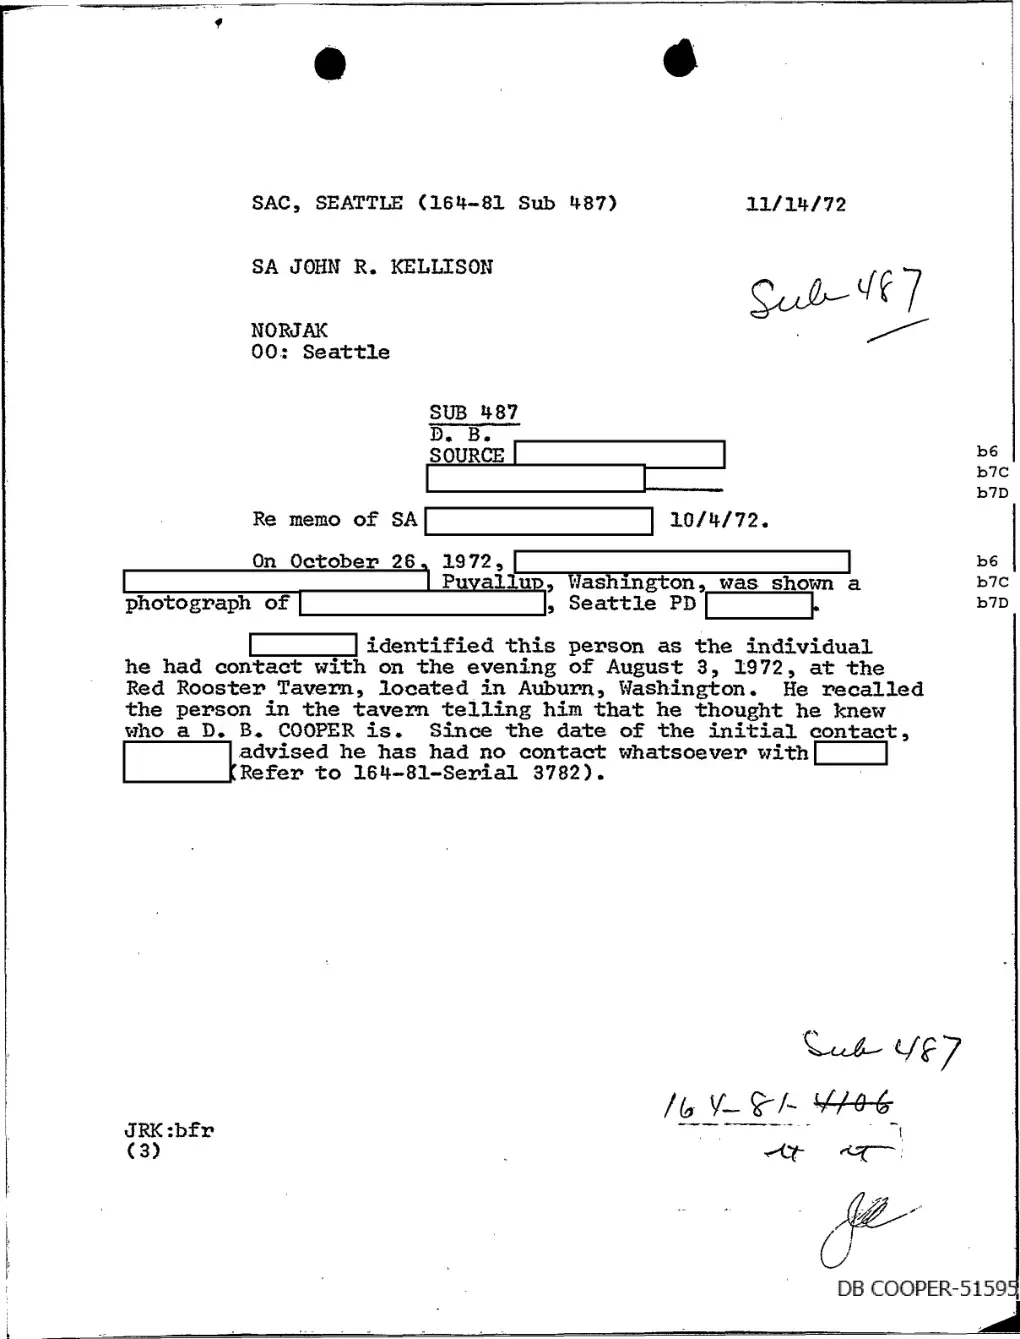 SAC, SEATTLE (164-81 Sub 487) 11/14/72
SA JOHN R. KELLISON
Sub 487
NORJAK
OO: Seattle
SUB 487
D. B.
SOURCE
b6
b7C
b7D
Re memo of SA 10/4/72.
On October 26, 1972,
b6
Puyallup, Washington, was shown a
b7C
photograph of , Seattle PD .
b7D
identified this person as the individual
he had contact with on the evening of August 3, 1972, at the
Red Rooster Tavern, located in Auburn, Washington. He recalled
the person in the tavern telling him that he thought he knew
who a D. B. COOPER is. Since the date of the initial contact,
advised he has had no contact whatsoever with
(Refer to 164-81-Serial 3782).
Sub 487
164-81-4106
JRK:bfr
(3)
DB COOPER-51595